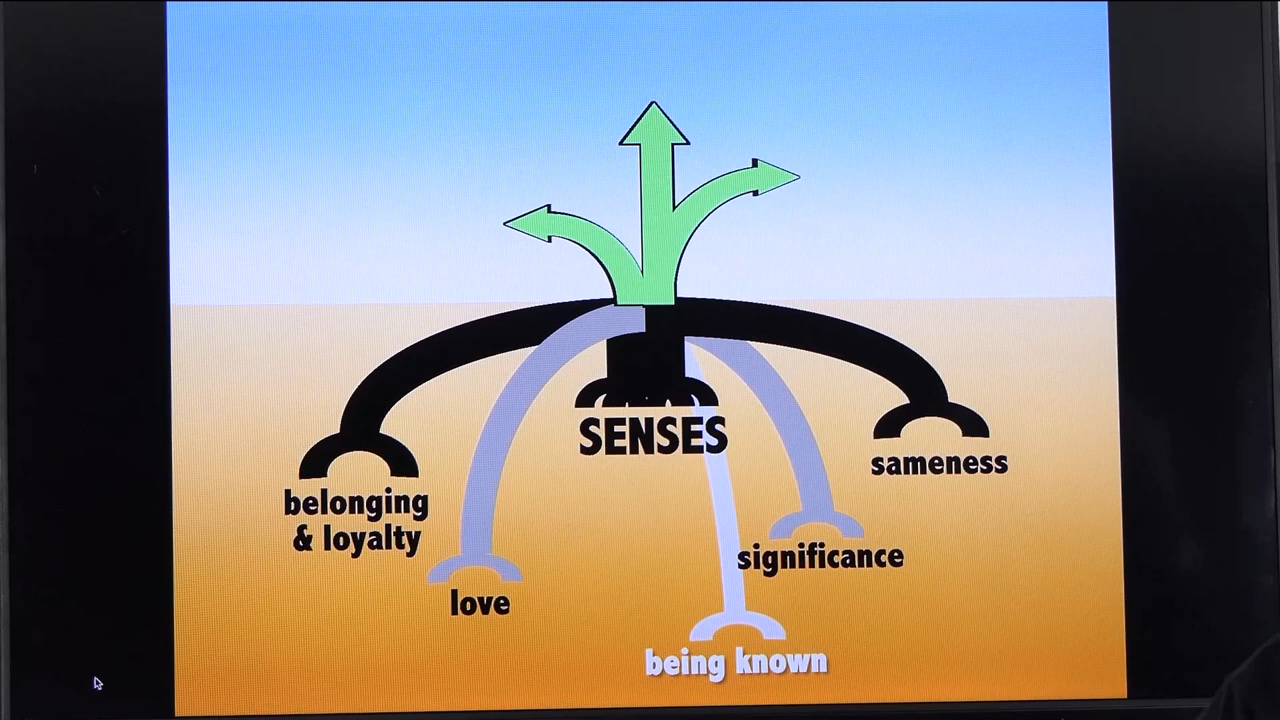 SENSES
sameness
belonging
& loyalty
significance
love
being known